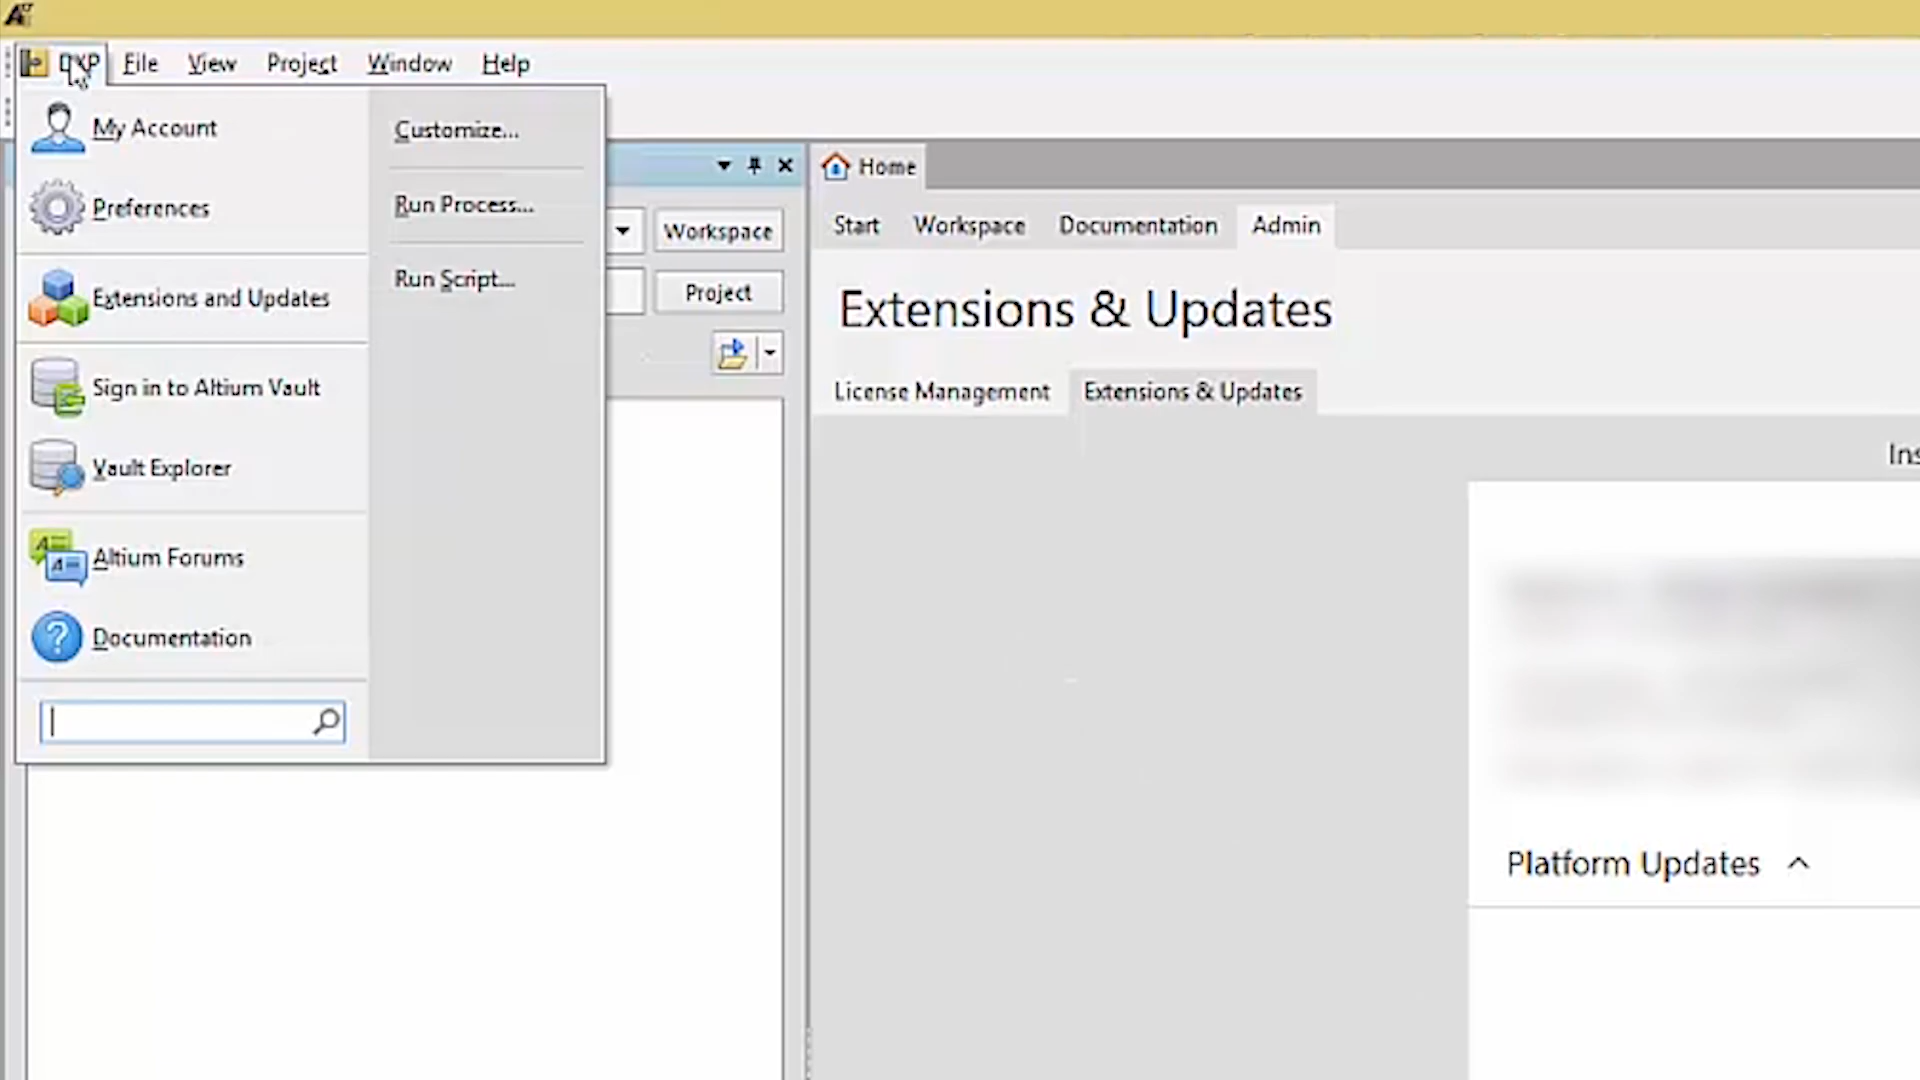 DXP File View Project Window Help
My Account
Preferences
Extensions and Updates
Sign in to Altium Vault
Vault Explorer
Altium Forums
Documentation
Customize...
Run Process...
Run Script...
Workspace
Project
Home
Start Workspace Documentation Admin
Extensions & Updates
License Management Extensions & Updates
Ins
Platform Updates